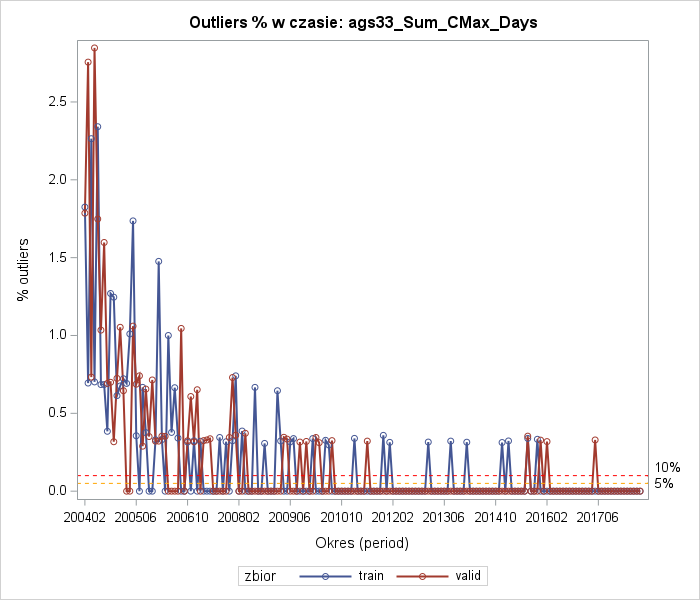 Outliers % w czasie: ags33_Sum_CMax_Days
% outliers
2.5
2.0
1.5
1.0
0.5
0.0
10%
5%
200402 200506 200610 200802 200906 201010 201202 201306 201410 201602 201706
Okres (period)
zbior train valid